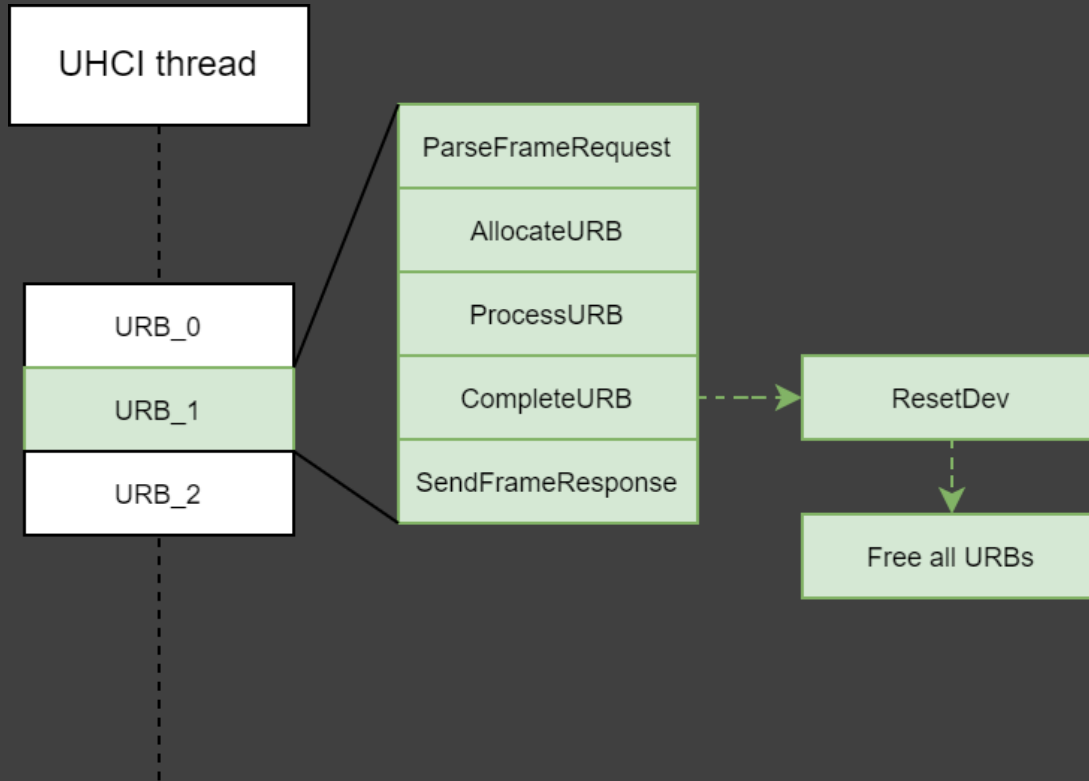 UHCI thread
URB_0
URB_1
URB_2
ParseFrameRequest
AllocateURB
ProcessURB
CompleteURB
SendFrameResponse
ResetDev
Free all URBs